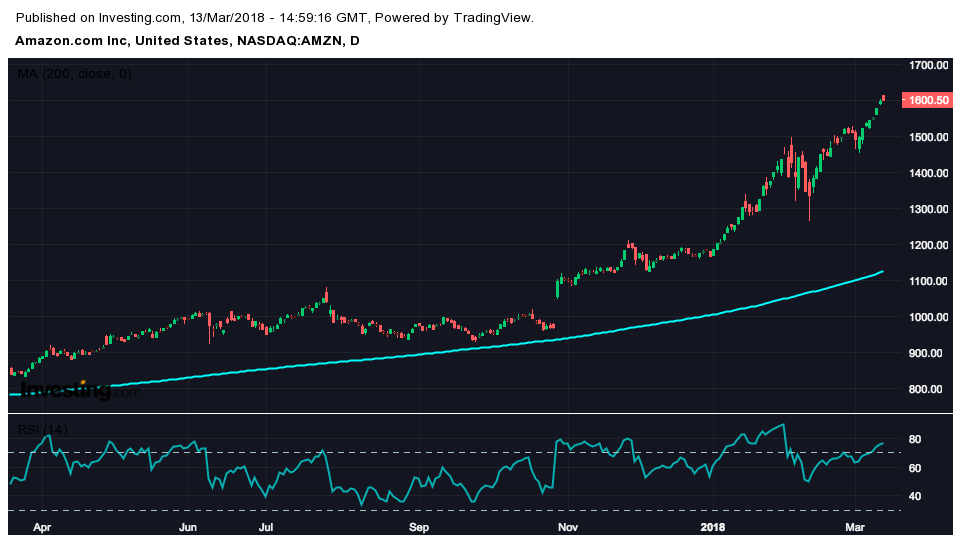 Published on Investing.com, 13/Mar/2018 - 14:59:16 GMT, Powered by TradingView.
Amazon.com Inc, United States, NASDAQ:AMZN, D
MA (200, close, 0)
1700.00
1600.50
1500.00
1400.00
1300.00
1200.00
1100.00
1000.00
900.00
800.00
Investing.com
RSI (14)
80
60
40
Apr Jun Jul Sep Nov 2018 Mar